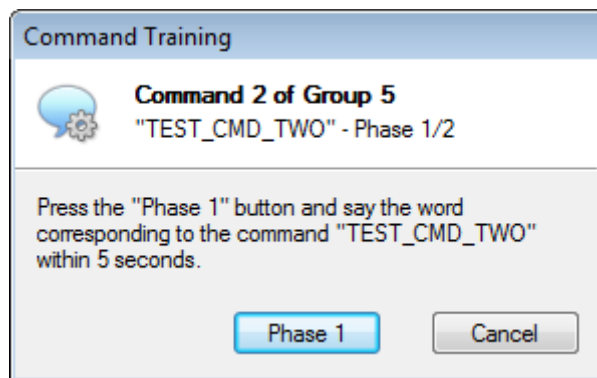 Command Training
Command 2 of Group 5
"TEST_CMD_TWO" - Phase 1/2
Press the "Phase 1" button and say the word
corresponding to the command "TEST_CMD_TWO"
within 5 seconds.
Phase 1
Cancel